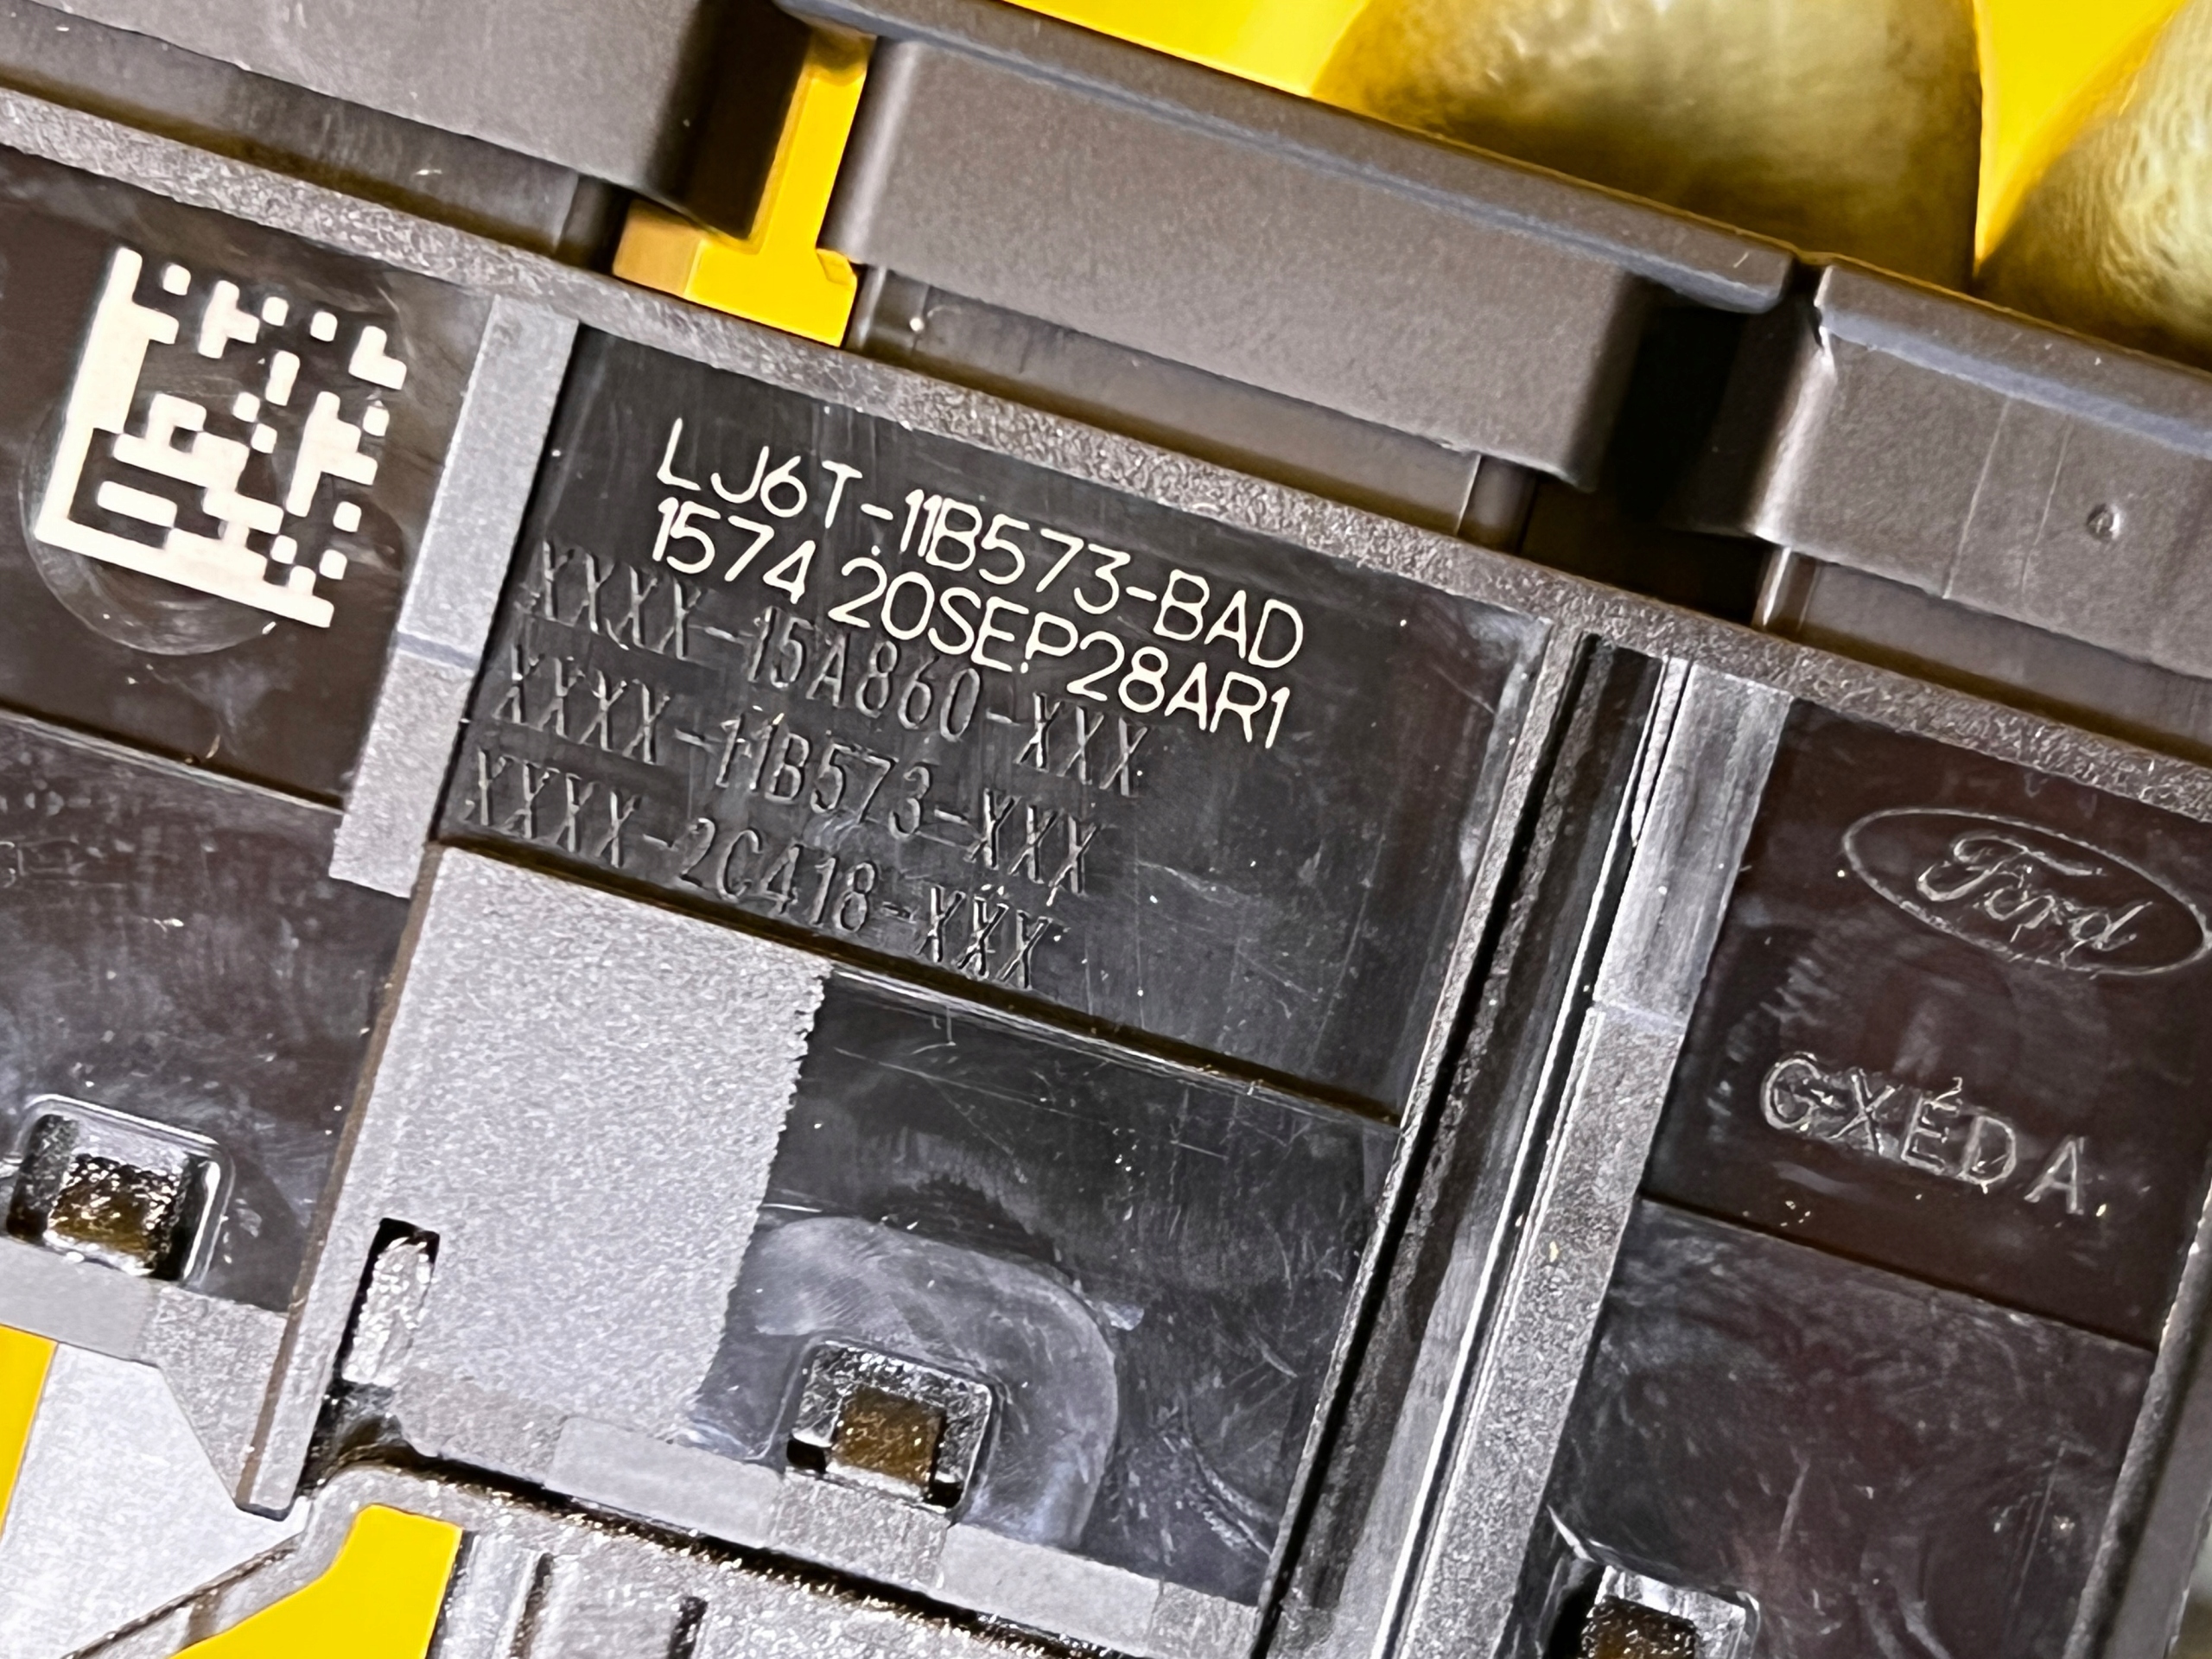 LJ6T-11B573-BAD
1574 20SEP28AR1
XXXX-15A860-XXX
XXXX-11B573-XXX
XXXX-2C418-XXX
Ford
GXEDA